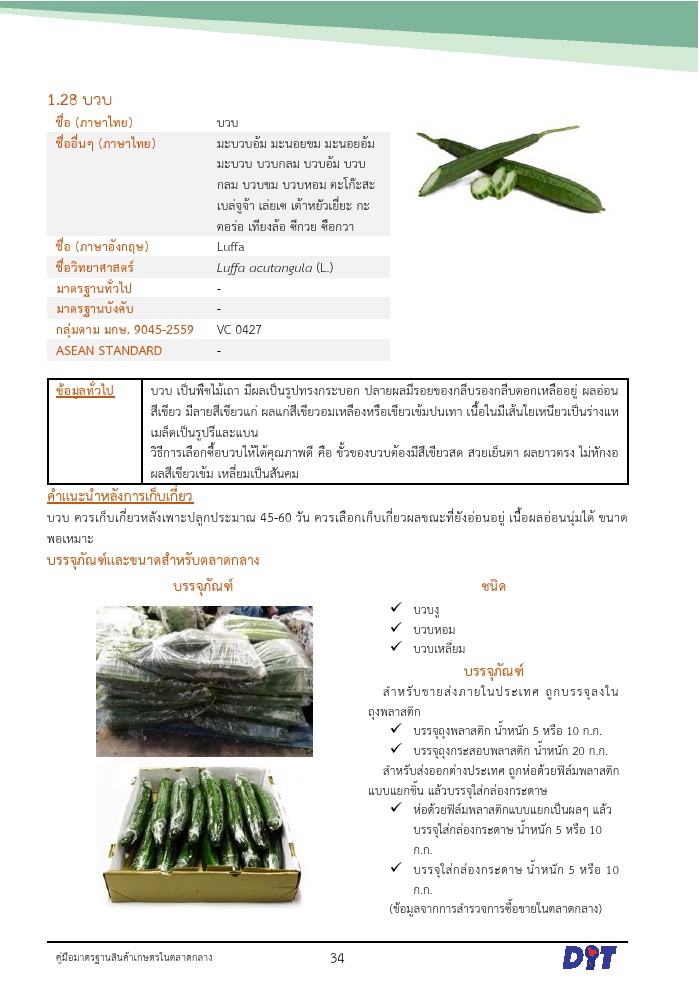 1.28 บวบ
ชื่อ (ภาษาไทย) บวบ
ชื่ออื่นๆ (ภาษาไทย) มะบวบอ้ม มะนอยขม มะนอยอ้ม
มะบวบ บวบกลม บวบอ้ม บวบ
กลม บวบขม บวบหอม ตะโก๊ะสะ
เบล่จูจ้า เล่ยเซ เต้าหยัวเยี่ยะ กะ
ตอร่อ เทียงล้อ ซีกวย ซือกวา
ชื่อ (ภาษาอังกฤษ) Luffa
ชื่อวิทยาศาสตร์ Luffa acutangula (L.)
มาตรฐานทั่วไป -
มาตรฐานบังคับ -
กลุ่มตาม มกษ. 9045-2559 VC 0427
ASEAN STANDARD -
ข้อมูลทั่วไป บวบ เป็นพืชไม้เถา มีผลเป็นรูปทรงกระบอก ปลายผลมีรอยของกลีบรองกลีบดอกเหลืออยู่ ผลอ่อน
สีเขียว มีลายสีเขียวแก่ ผลแก่สีเขียวอมเหลืองหรือเขียวเข้มปนเทา เนื้อในมีเส้นใยเหนียวเป็นร่างแห
เมล็ดเป็นรูปรีและแบน
วิธีการเลือกซื้อบวบให้ได้คุณภาพดี คือ ขั้วของบวบต้องมีสีเขียวสด สวยเย็นตา ผลยาวตรง ไม่หักงอ
ผลสีเขียวเข้ม เหลี่ยมเป็นสันคม
คำแนะนำหลังการเก็บเกี่ยว
บวบ ควรเก็บเกี่ยวหลังเพาะปลูกประมาณ 45-60 วัน ควรเลือกเก็บเกี่ยวผลขณะที่ยังอ่อนอยู่ เนื้อผลอ่อนนุ่มได้ ขนาด
พอเหมาะ
บรรจุภัณฑ์และขนาดสำหรับตลาดกลาง
บรรจุภัณฑ์
ชนิด
✓ บวบงู
✓ บวบหอม
✓ บวบเหลี่ยม
บรรจุภัณฑ์
สำหรับขายส่งภายในประเทศ ถูกบรรจุลงใน
ถุงพลาสติก
✓ บรรจุถุงพลาสติก น้ำหนัก 5 หรือ 10 ก.ก.
✓ บรรจุถุงกระสอบพลาสติก น้ำหนัก 20 ก.ก.
สำหรับส่งออกต่างประเทศ ถูกห่อด้วยฟิล์มพลาสติก
แบบแยกชิ้น แล้วบรรจุใส่กล่องกระดาษ
✓ ห่อด้วยฟิล์มพลาสติกแบบแยกเป็นผลๆ แล้ว
บรรจุใส่กล่องกระดาษ น้ำหนัก 5 หรือ 10
ก.ก.
✓ บรรจุใส่กล่องกระดาษ น้ำหนัก 5 หรือ 10
ก.ก.
(ข้อมูลจากการสำรวจการซื้อขายในตลาดกลาง)
คู่มือมาตรฐานสินค้าเกษตรในตลาดกลาง 34 DIT